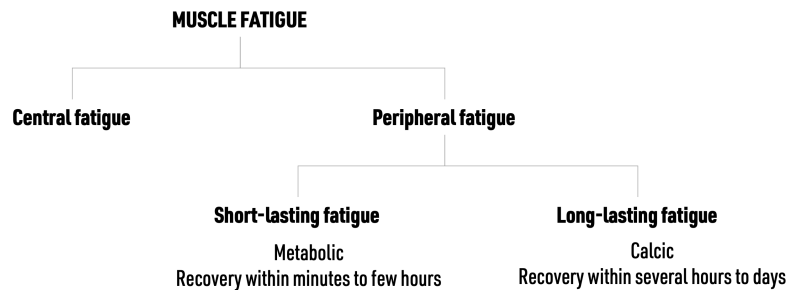 MUSCLE FATIGUE
Central fatigue
Peripheral fatigue
Short-lasting fatigue
Metabolic
Recovery within minutes to few hours
Long-lasting fatigue
Calcic
Recovery within several hours to days